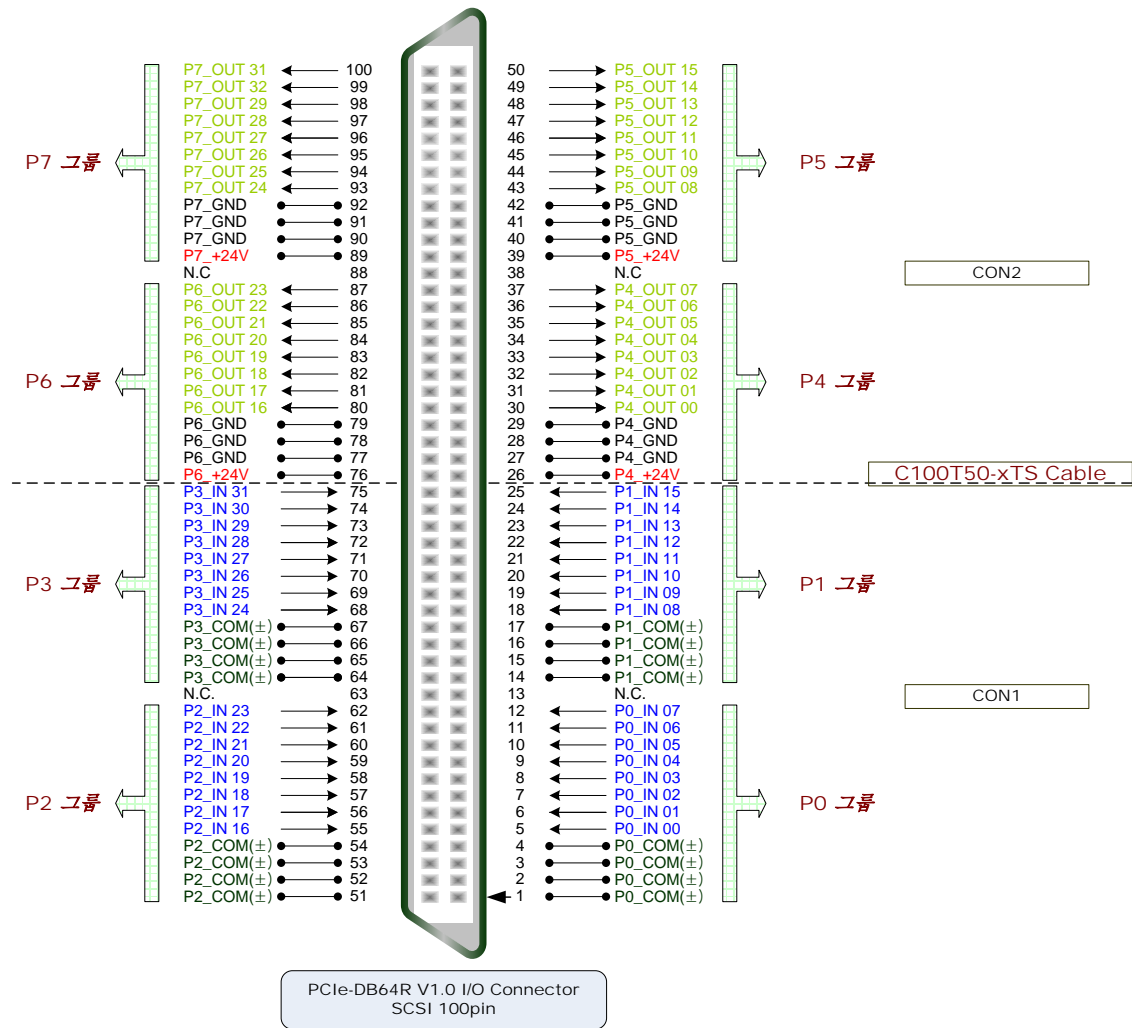 P7_OUT 31 100 50 P5_OUT 15
P7_OUT 32 99 49 P5_OUT 14
P7_OUT 29 98 48 P5_OUT 13
P7_OUT 28 97 47 P5_OUT 12
P7_OUT 27 96 46 P5_OUT 11
P7_OUT 26 95 45 P5_OUT 10
P7 그룹 P5 그룹
P7_OUT 25 94 44 P5_OUT 09
P7_OUT 24 93 43 P5_OUT 08
P7_GND 92 42 P5_GND
P7_GND 91 41 P5_GND
P7_GND 90 40 P5_GND
P7_+24V 89 39 P5_+24V
N.C 88 38 N.C
CON2
P6_OUT 23 87 37 P4_OUT 07
P6_OUT 22 86 36 P4_OUT 06
P6_OUT 21 85 35 P4_OUT 05
P6_OUT 20 84 34 P4_OUT 04
P6_OUT 19 83 33 P4_OUT 03
P6_OUT 18 82 32 P4_OUT 02
P6 그룹 P4 그룹
P6_OUT 17 81 31 P4_OUT 01
P6_OUT 16 80 30 P4_OUT 00
P6_GND 79 29 P4_GND
P6_GND 78 28 P4_GND
P6_GND 77 27 P4_GND
P6_+24V 76 26 P4_+24V
C100T50-xTS Cable
P3_IN 31 75 25 P1_IN 15
P3_IN 30 74 24 P1_IN 14
P3_IN 29 73 23 P1_IN 13
P3_IN 28 72 22 P1_IN 12
P3_IN 27 71 21 P1_IN 11
P3_IN 26 70 20 P1_IN 10
P3 그룹 P1 그룹
P3_IN 25 69 19 P1_IN 09
P3_IN 24 68 18 P1_IN 08
P3_COM(±) 67 17 P1_COM(±)
P3_COM(±) 66 16 P1_COM(±)
P3_COM(±) 65 15 P1_COM(±)
P3_COM(±) 64 14 P1_COM(±)
N.C. 63 13 N.C.
CON1
P2_IN 23 62 12 P0_IN 07
P2_IN 22 61 11 P0_IN 06
P2_IN 21 60 10 P0_IN 05
P2_IN 20 59 9 P0_IN 04
P2_IN 19 58 8 P0_IN 03
P2_IN 18 57 7 P0_IN 02
P2 그룹 P0 그룹
P2_IN 17 56 6 P0_IN 01
P2_IN 16 55 5 P0_IN 00
P2_COM(±) 54 4 P0_COM(±)
P2_COM(±) 53 3 P0_COM(±)
P2_COM(±) 52 2 P0_COM(±)
P2_COM(±) 51 1 P0_COM(±)
PCIe-DB64R V1.0 I/O Connector
SCSI 100pin